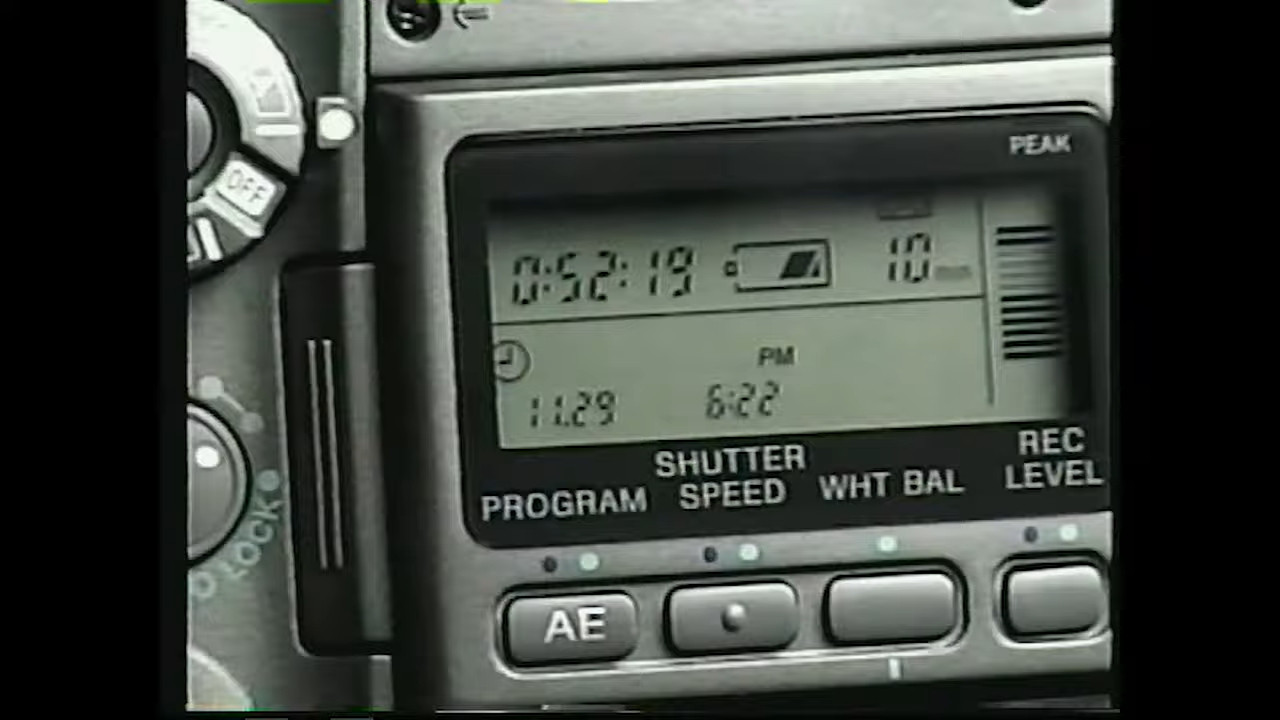 PEAK
OFF
0:52:19
10 min
PM
11.29 6:22
PROGRAM
SHUTTER SPEED
WHT BAL
REC LEVEL
LOCK
AE